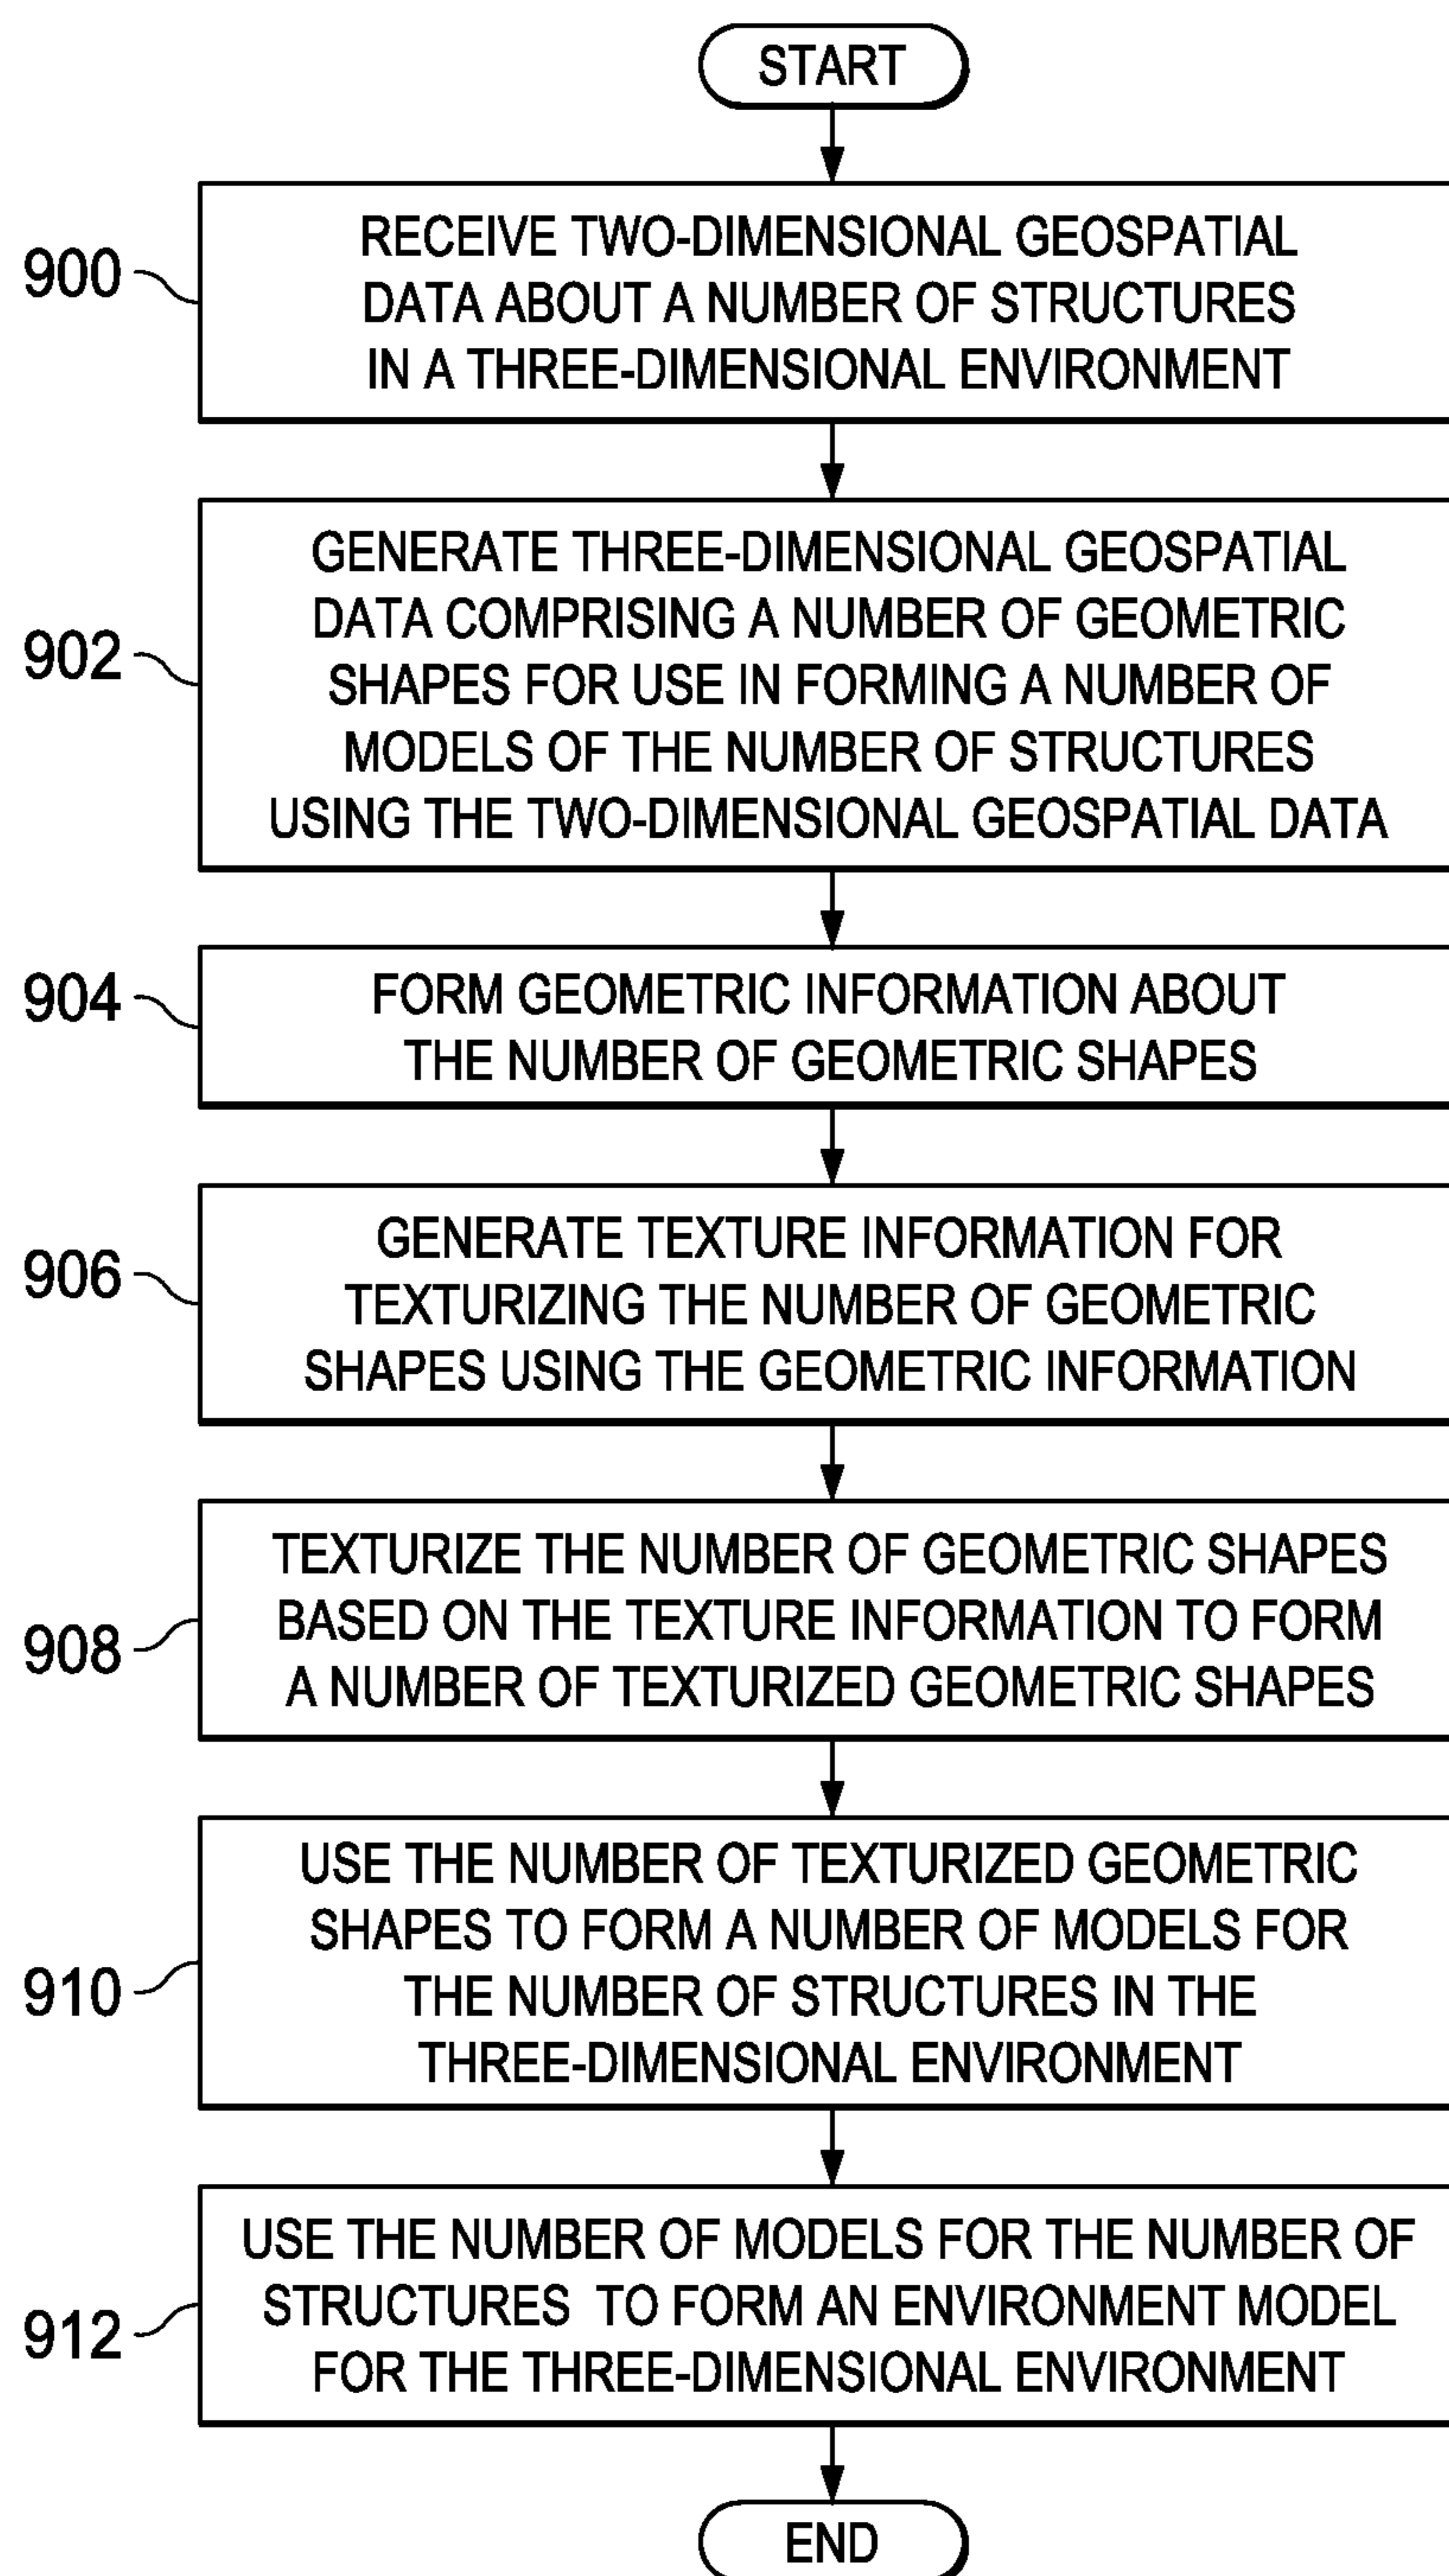 START
900
RECEIVE TWO-DIMENSIONAL GEOSPATIAL
DATA ABOUT A NUMBER OF STRUCTURES
IN A THREE-DIMENSIONAL ENVIRONMENT
902
GENERATE THREE-DIMENSIONAL GEOSPATIAL
DATA COMPRISING A NUMBER OF GEOMETRIC
SHAPES FOR USE IN FORMING A NUMBER OF
MODELS OF THE NUMBER OF STRUCTURES
USING THE TWO-DIMENSIONAL GEOSPATIAL DATA
904
FORM GEOMETRIC INFORMATION ABOUT
THE NUMBER OF GEOMETRIC SHAPES
906
GENERATE TEXTURE INFORMATION FOR
TEXTURIZING THE NUMBER OF GEOMETRIC
SHAPES USING THE GEOMETRIC INFORMATION
908
TEXTURIZE THE NUMBER OF GEOMETRIC SHAPES
BASED ON THE TEXTURE INFORMATION TO FORM
A NUMBER OF TEXTURIZED GEOMETRIC SHAPES
910
USE THE NUMBER OF TEXTURIZED GEOMETRIC
SHAPES TO FORM A NUMBER OF MODELS FOR
THE NUMBER OF STRUCTURES IN THE
THREE-DIMENSIONAL ENVIRONMENT
912
USE THE NUMBER OF MODELS FOR THE NUMBER OF
STRUCTURES TO FORM AN ENVIRONMENT MODEL
FOR THE THREE-DIMENSIONAL ENVIRONMENT
END